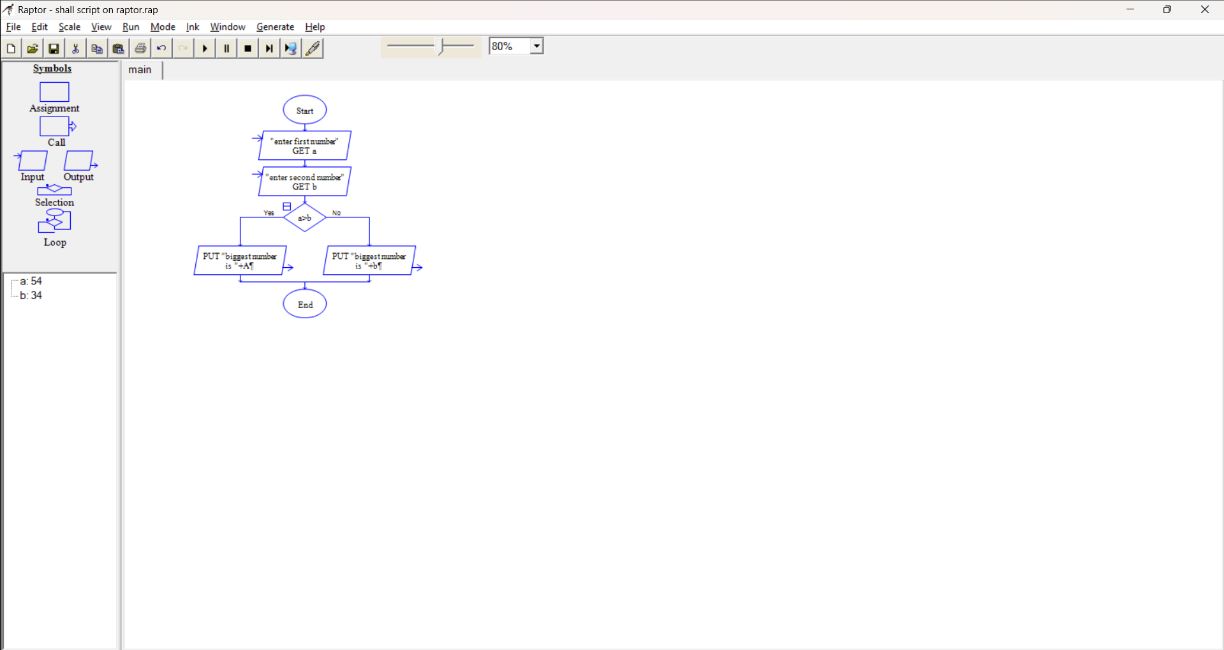 Raptor - shall script on raptor.rap
File Edit Scale View Run Mode Ink Window Generate Help
80%
Symbols
Assignment
Call
Input Output
Selection
Loop
a: 54
b: 34
main
Start
"enter first number"
GET a
"enter second number"
GET b
Yes a>b No
PUT "biggest number
is "+A¶
PUT "biggest number
is "+b¶
End